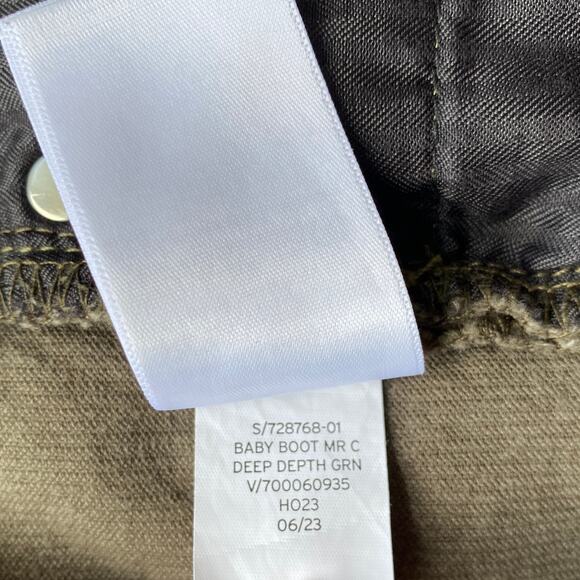 S/728768-01
BABY BOOT MR C
DEEP DEPTH GRN
V/700060935
HO23
06/23